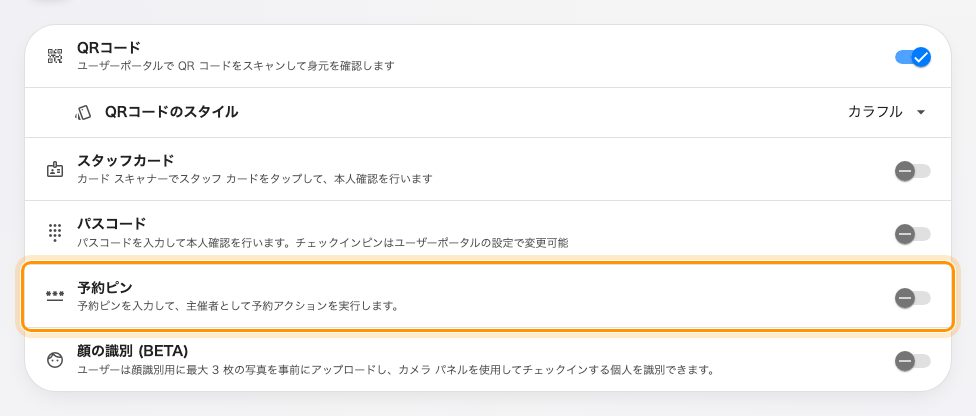 QRコード
ユーザーポータルで QR コードをスキャンして身元を確認します
QRコードのスタイル
カラフル
スタッフカード
カード スキャナーでスタッフ カードをタップして、本人確認を行います
パスコード
パスコードを入力して本人確認を行います。チェックインピンはユーザーポータルの設定で変更可能
予約ピン
予約ピンを入力して、主催者として予約アクションを実行します。
顔の識別 (BETA)
ユーザーは顔識別用に最大 3 枚の写真を事前にアップロードし、カメラ パネルを使用してチェックインする個人を識別できます。